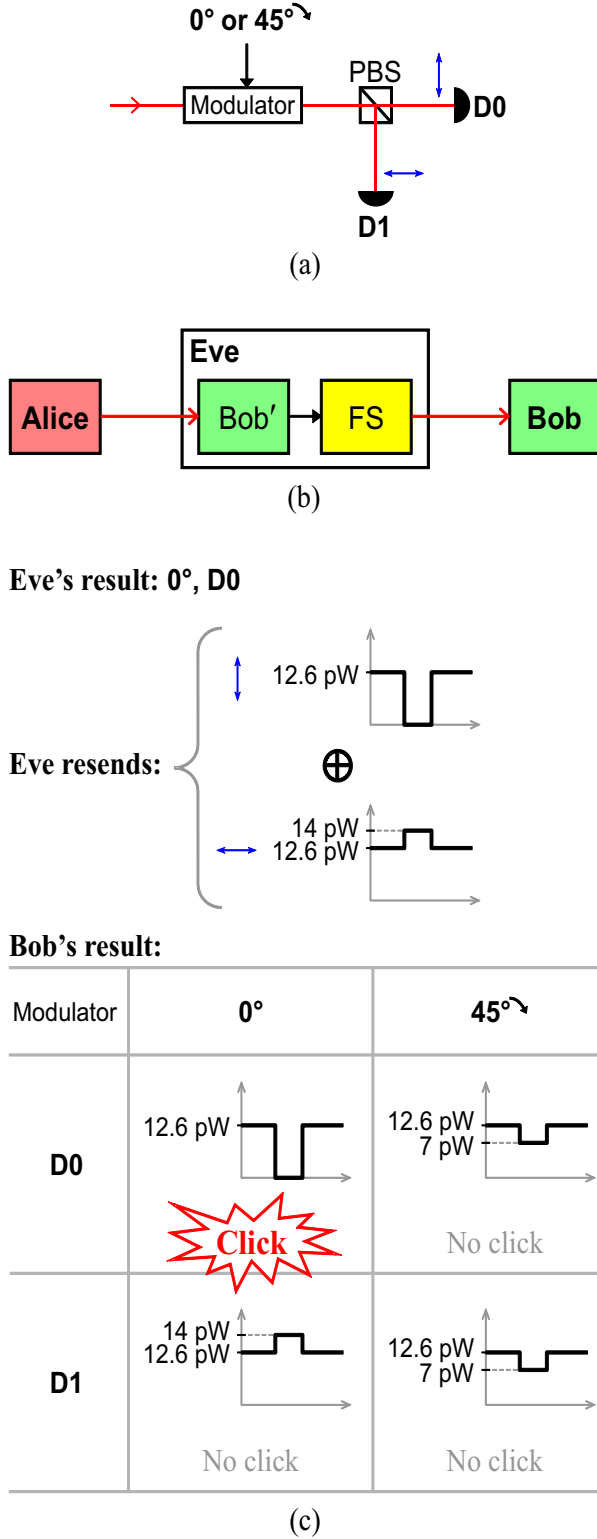 0° or 45°
Modulator
PBS
D0
D1
(a)
Eve
Alice
Bob′
FS
Bob
(b)
Eve’s result: 0°, D0
12.6 pW
Eve resends:
14 pW
12.6 pW
Bob’s result:
Modulator 0° 45°
D0
12.6 pW
Click
12.6 pW
7 pW
No click
D1
14 pW
12.6 pW
No click
12.6 pW
7 pW
No click
(c)